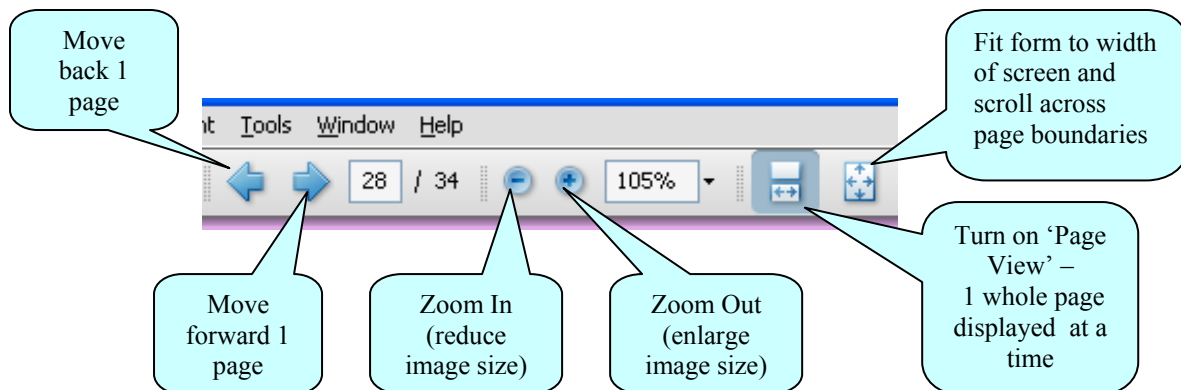 Move
back 1
page
Fit form to width
of screen and
scroll across
page boundaries
nt Tools Window Help
28 / 34 105%
Move
forward 1
page
Zoom In
(reduce
image size)
Zoom Out
(enlarge
image size)
Turn on ‘Page
View’ –
1 whole page
displayed at a
time